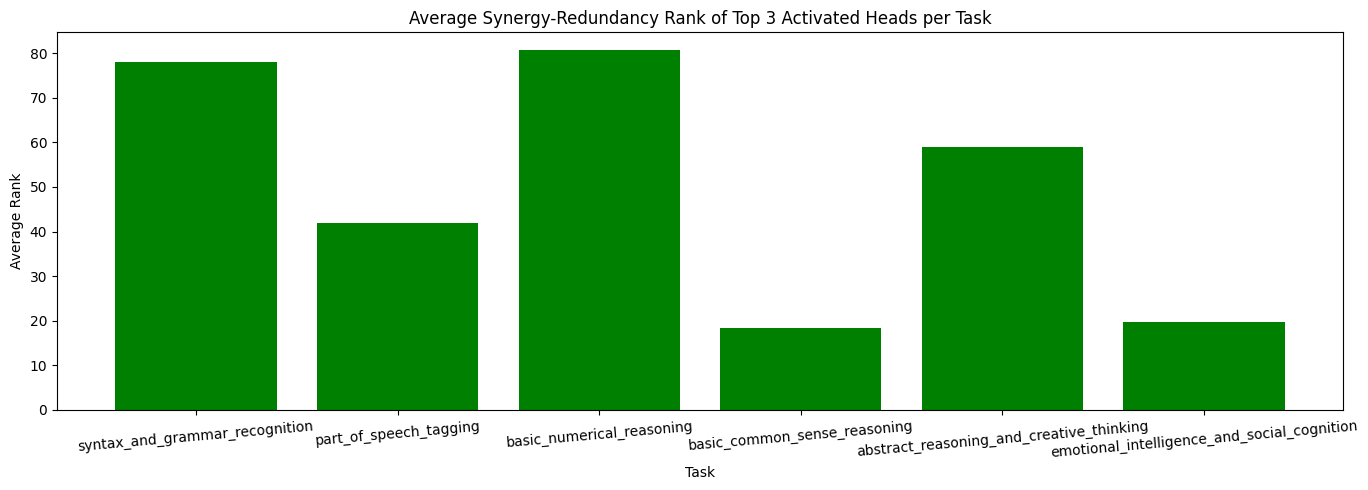 Average Synergy-Redundancy Rank of Top 3 Activated Heads per Task
80
70
60
50
40
30
20
10
0
Average Rank
syntax_and_grammar_recognition
part_of_speech_tagging
basic_numerical_reasoning
basic_common_sense_reasoning
abstract_reasoning_and_creative_thinking
emotional_intelligence_and_social_cognition
Task